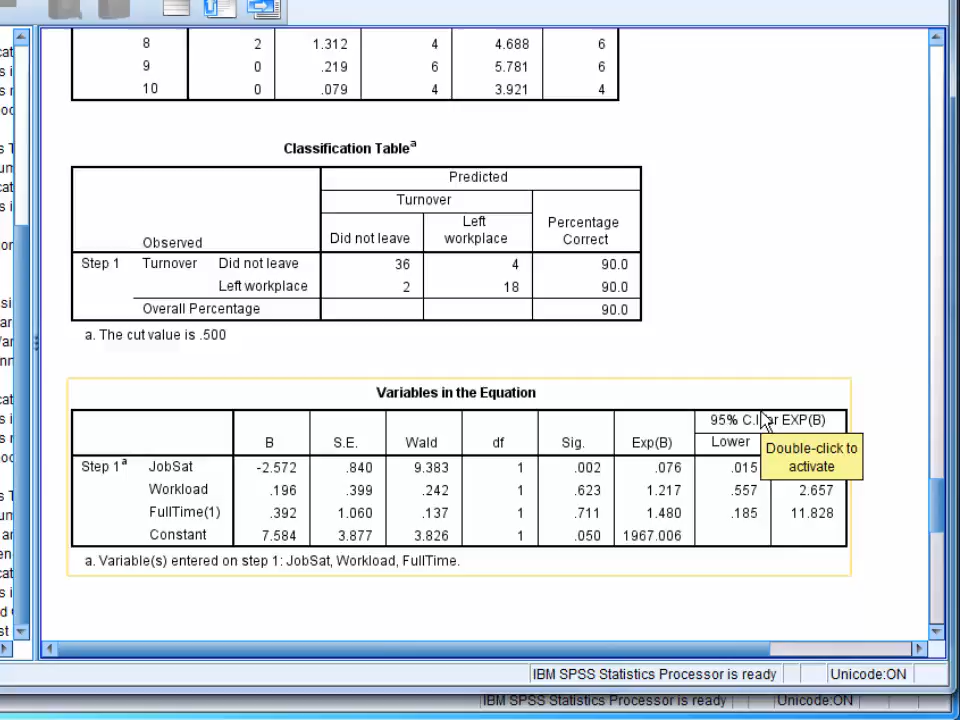 8 2 1.312 4 4.688 6
9 0 .219 6 5.781 6
10 0 .079 4 3.921 4
Classification Tableᵃ
Predicted
Turnover
Percentage Correct
Observed Did not leave Left workplace
Step 1 Turnover Did not leave 36 4 90.0
Left workplace 2 18 90.0
Overall Percentage 90.0
a. The cut value is .500
Variables in the Equation
95% C.I. EXP(B)
B S.E. Wald df Sig. Exp(B) Lower
Double-click to
activate
Step 1ᵃ JobSat -2.572 .840 9.383 1 .002 .076 .015
Workload .196 .399 .242 1 .623 1.217 .557 2.657
FullTime(1) .392 1.060 .137 1 .711 1.480 .185 11.828
Constant 7.584 3.877 3.826 1 .050 1967.006
a. Variable(s) entered on step 1: JobSat, Workload, FullTime.
IBM SPSS Statistics Processor is ready Unicode:ON
IBM SPSS Statistics Processor is ready Unicode:ON